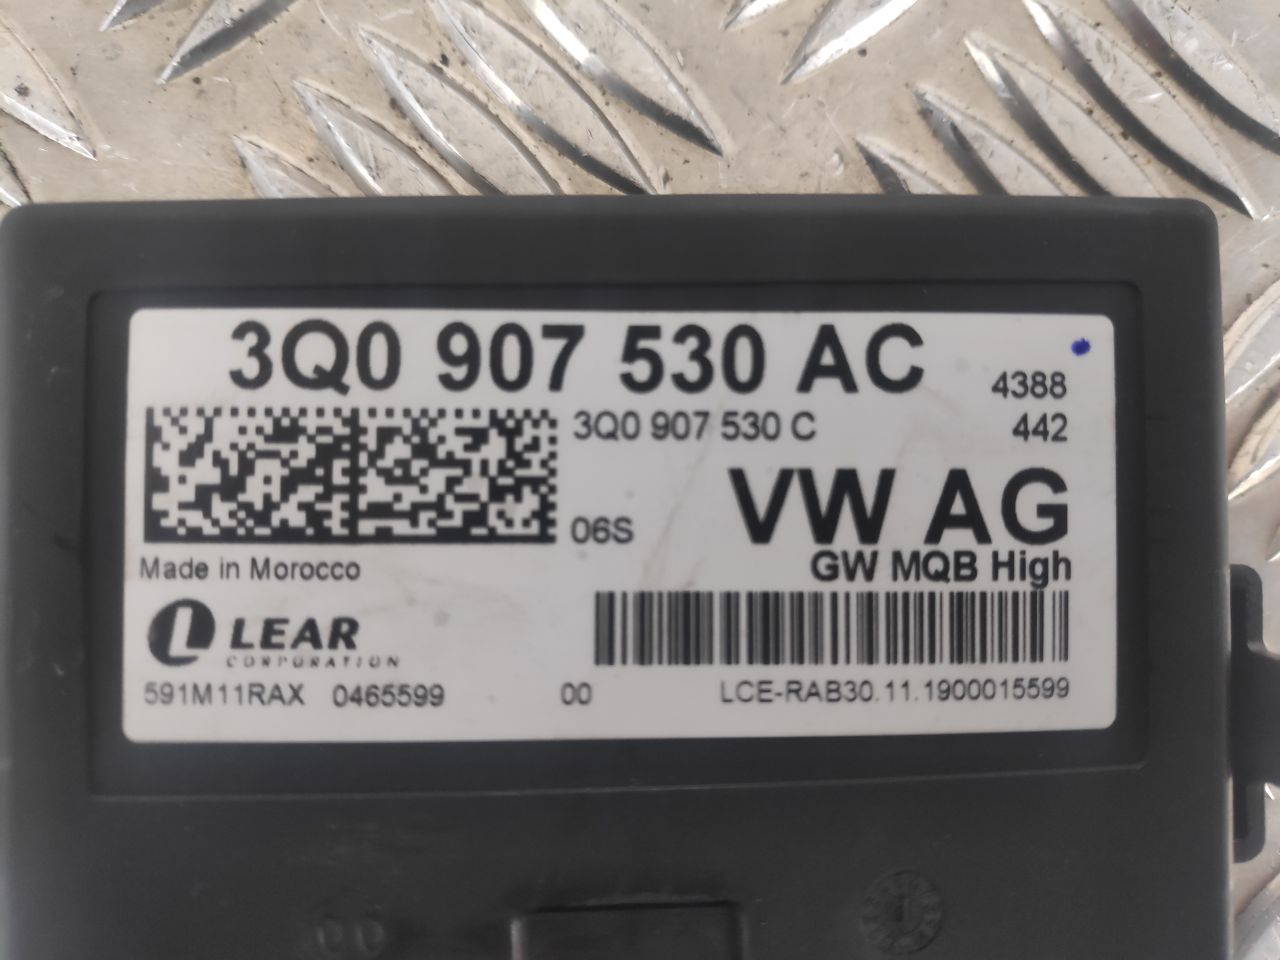 3Q0 907 530 AC
4388
3Q0 907 530 C
442
VW AG
06S
GW MQB High
Made in Morocco
LEAR
CORPORATION
591M11RAX 0465599 00 LCE-RAB30.11.1900015599